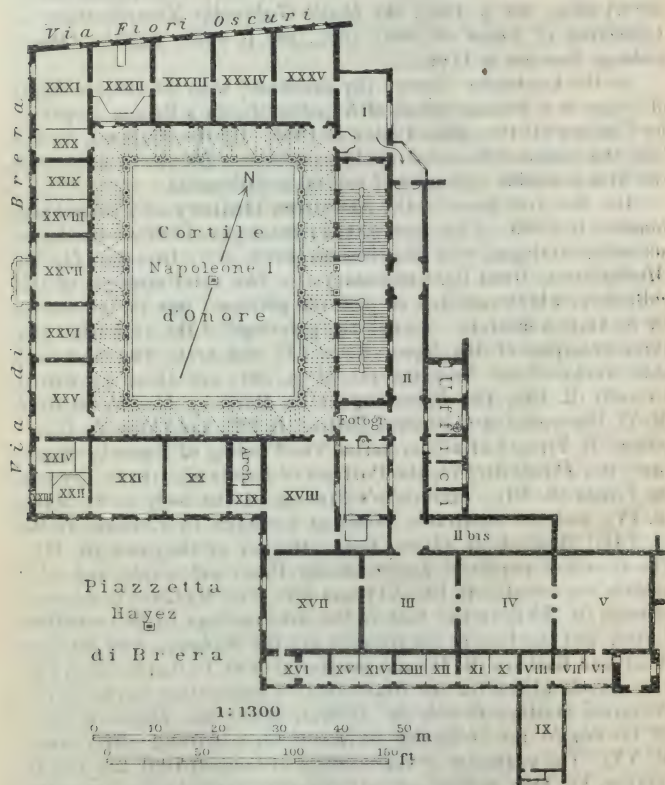 Via Fiori Oscuri
XXXI XXXII XXXIII XXXIV XXXV
I
Via di Brera
XXX
XXIX
XXVIII
XXVII
XXVI
XXV
N
Cortile
Napoleone I
d'Onore
II
Uffici
Fotogr.
XXIV
XXIII
XXII
XXI
XX
Archi
XIX
XVIII
II bis
Piazzetta
Hayez
di Brera
XVII III IV V
XVI XV XIV XIII XII XI X VIII VII VI
IX
1:1300
0 10 20 30 40 50 m
0 50 100 150 ft